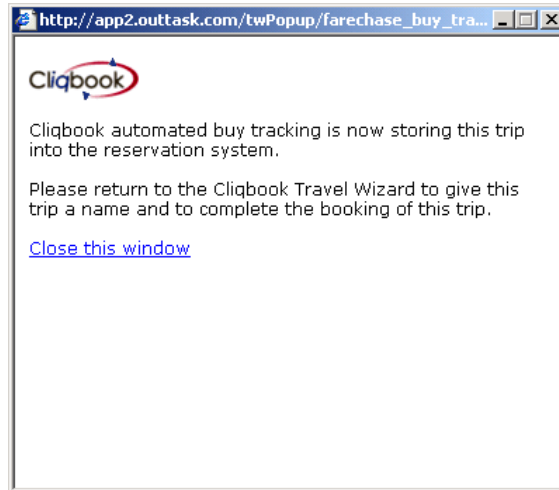 http://app2.outtask.com/twPopup/farechase_buy_tra...
Cliqbook
Cliqbook automated buy tracking is now storing this trip
into the reservation system.
Please return to the Cliqbook Travel Wizard to give this
trip a name and to complete the booking of this trip.
Close this window